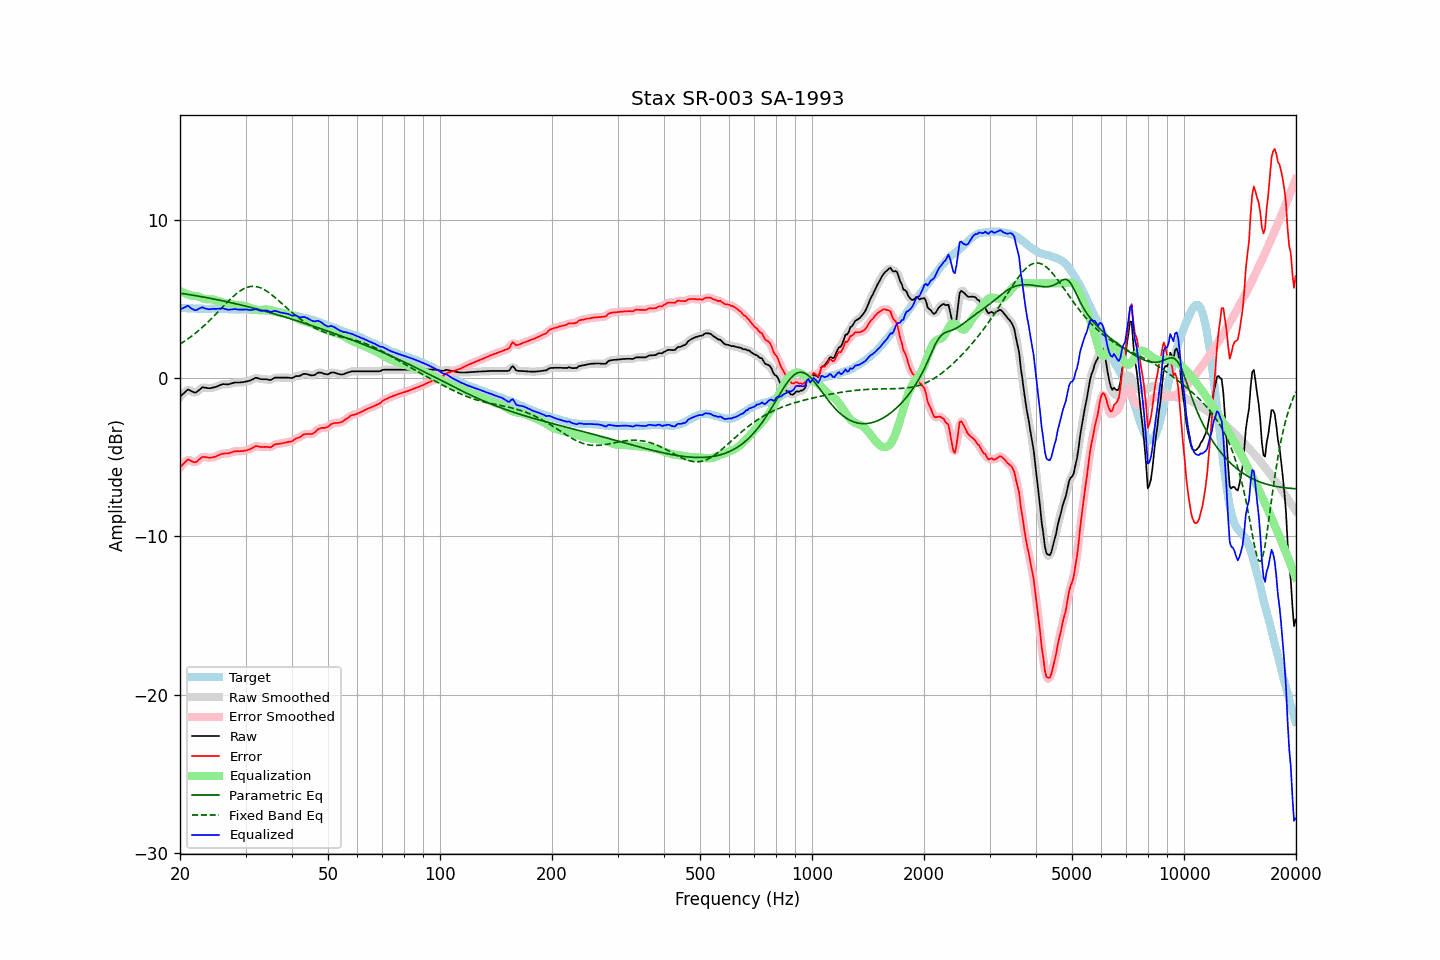 Stax SR-003 SA-1993
Amplitude (dBr)
10
0
−10
−20
−30
Target
Raw Smoothed
Error Smoothed
Raw
Error
Equalization
Parametric Eq
Fixed Band Eq
Equalized
20 50 100 200 500 1000 2000 5000 10000 20000
Frequency (Hz)